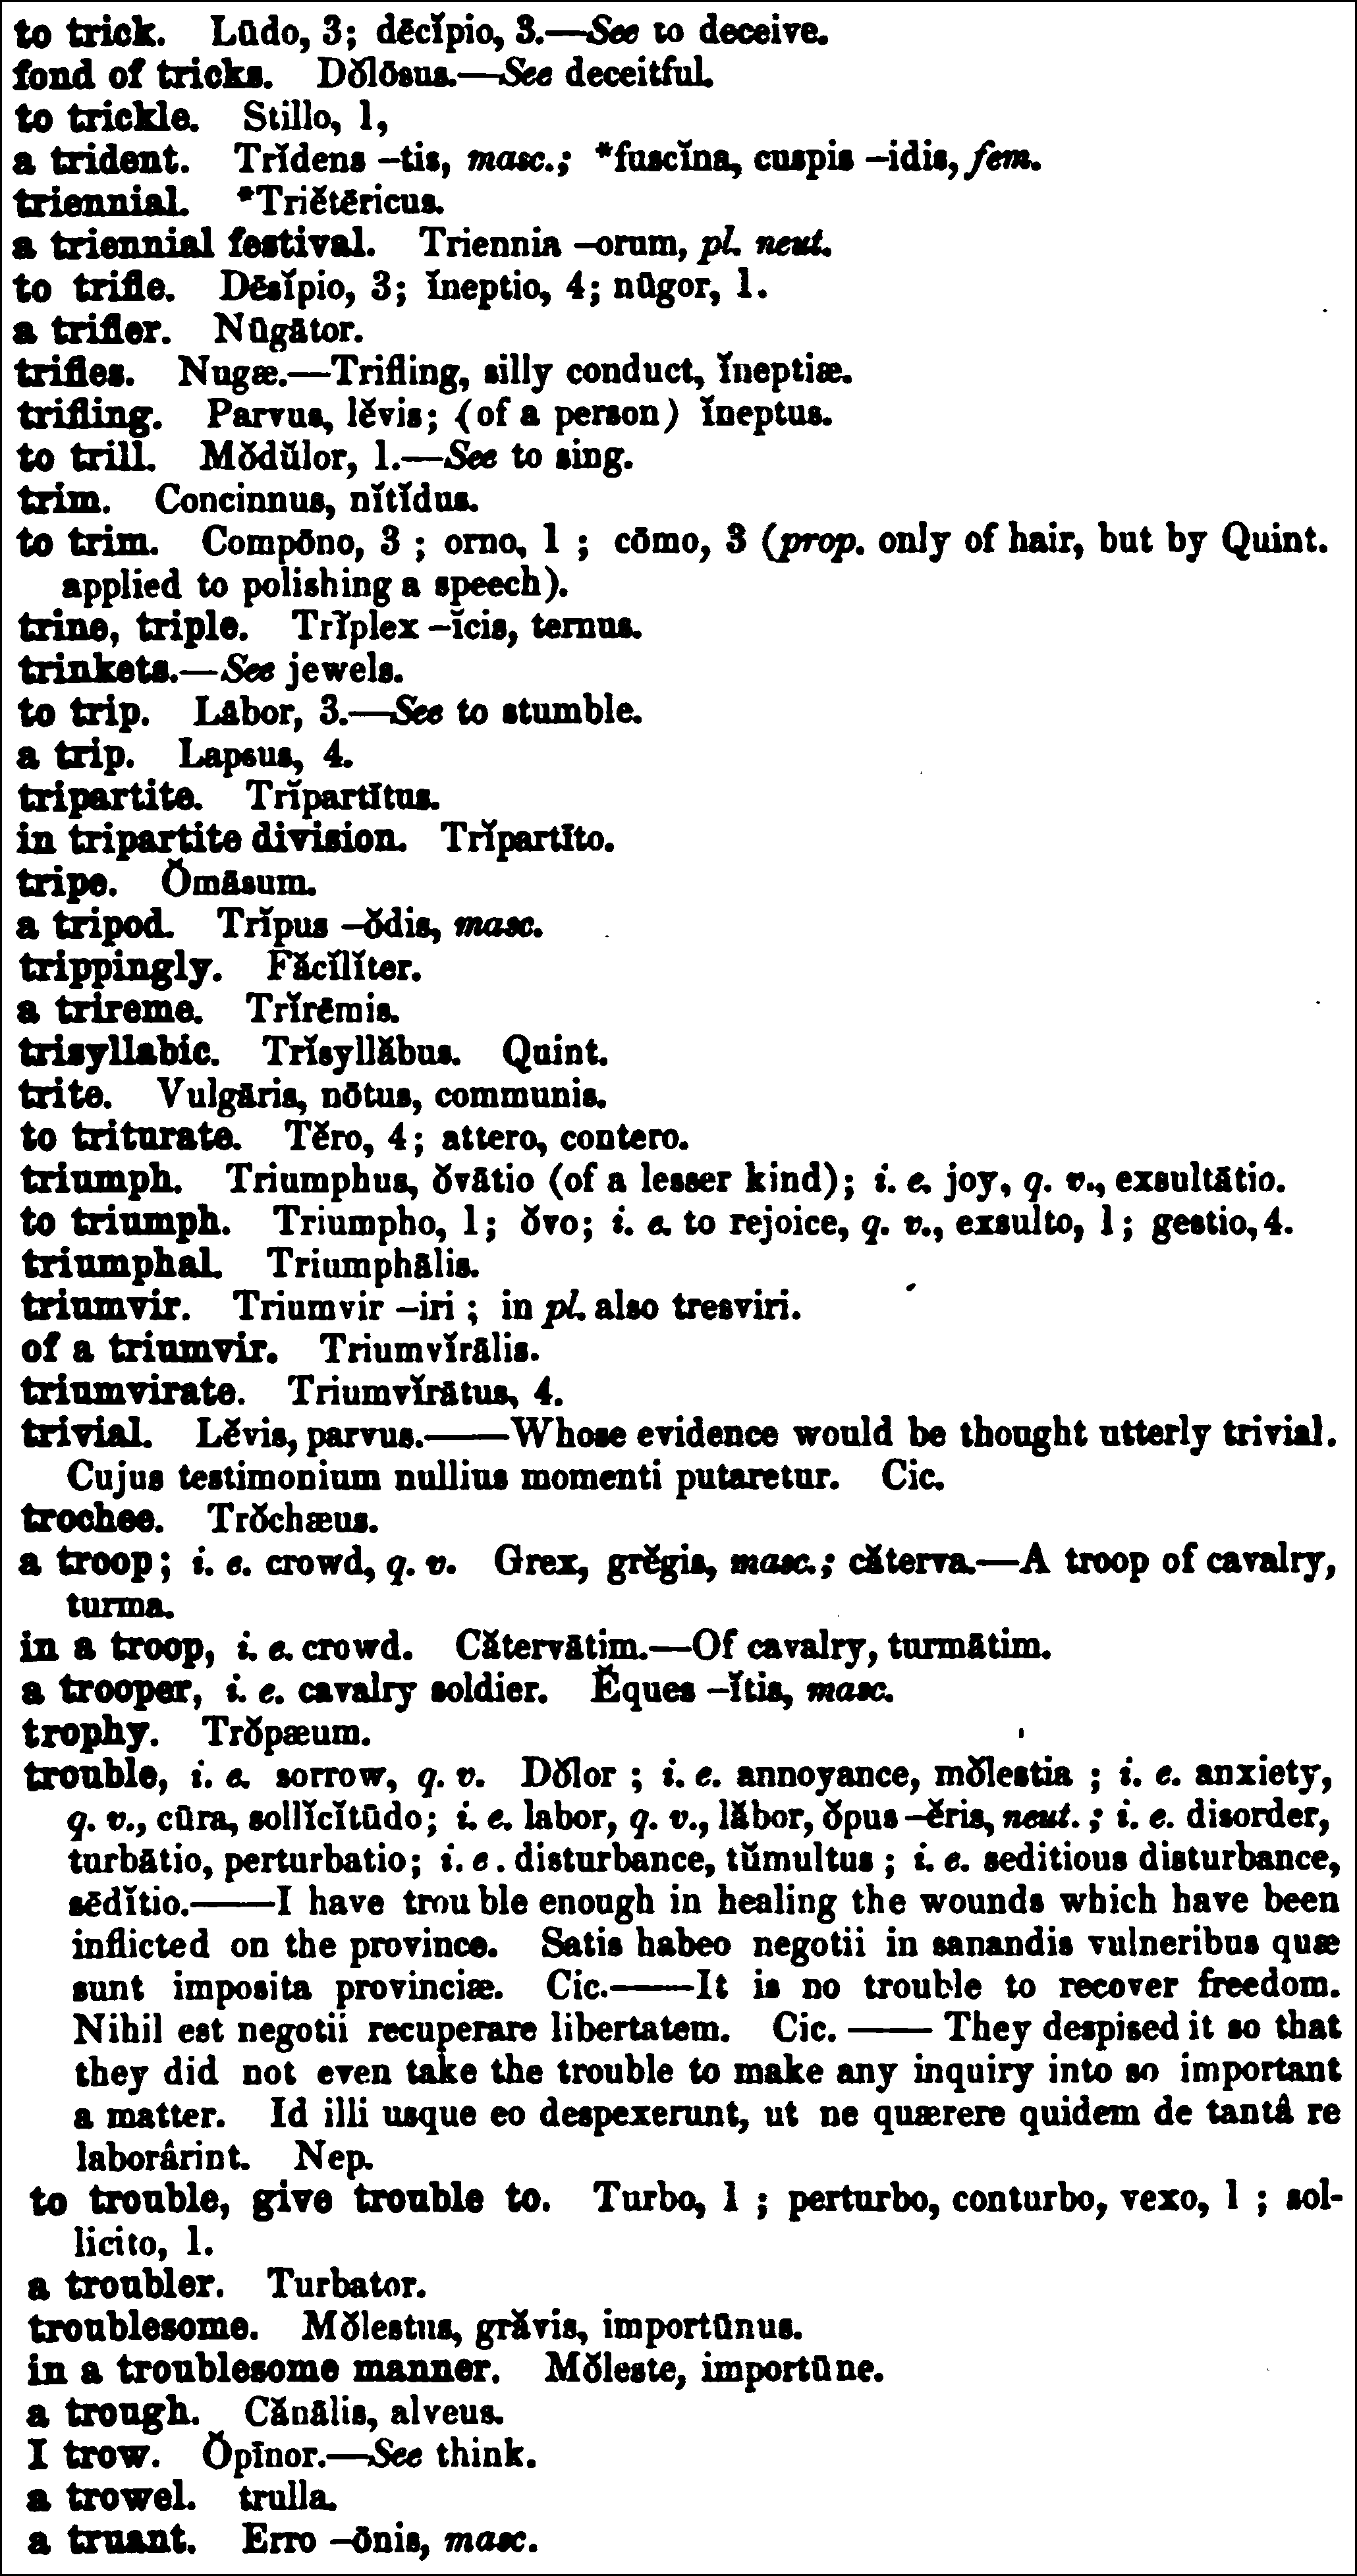 to trick. Lūdo, 3; dēcĭpio, 3.—See to deceive.
fond of tricks. Dŏlōsus.—See deceitful.
to trickle. Stillo, 1,
a trident. Trĭdens –tis, masc.; *fuscĭna, cuspis –idis, fem.
triennial. *Triĕtēricus.
a triennial festival. Triennia –orum, pl. neut.
to trifle. Dēsĭpio, 3; ĭneptio, 4; nūgor, 1.
a trifler. Nūgātor.
trifles. Nugæ.—Trifling, silly conduct, ĭneptiæ.
trifling. Parvus, lĕvis; (of a person) ĭneptus.
to trill. Mŏdŭlor, 1.—See to sing.
trim. Concinnus, nĭtĭdus.
to trim. Compōno, 3 ; orno, 1 ; cōmo, 3 (prop. only of hair, but by Quint.
applied to polishing a speech).
trine, triple. Trĭplex –ĭcis, ternus.
trinkets.—See jewels.
to trip. Lābor, 3.—See to stumble.
a trip. Lapsus, 4.
tripartite. Trĭpartītus.
in tripartite division. Trĭpartīto.
tripe. Ŏmāsum.
a tripod. Trĭpus –ŏdis, masc.
trippingly. Făcĭlĭter.
a trireme. Trĭrēmis.
trisyllabic. Trĭsyllăbus. Quint.
trite. Vulgāris, nōtus, communis.
to triturate. Tĕro, 4; attero, contero.
triumph. Triumphus, ŏvātio (of a lesser kind); i. e. joy, q. v., exsultātio.
to triumph. Triumpho, 1; ŏvo; i. e. to rejoice, q. v., exsulto, 1; gestio, 4.
triumphal. Triumphālis.
triumvir. Triumvir –iri ; in pl. also tresviri.
of a triumvir. Triumvĭrālis.
triumvirate. Triumvĭrātus, 4.
trivial. Lĕvis, parvus.——Whose evidence would be thought utterly trivial.
Cujus testimonium nullius momenti putaretur. Cic.
trochee. Trŏchæus.
a troop; i. e. crowd, q. v. Grex, grĕgis, masc.; căterva.—A troop of cavalry,
turma.
in a troop, i. e. crowd. Cătervātim.—Of cavalry, turmātim.
a trooper, i. e. cavalry soldier. Ĕques –ĭtis, masc.
trophy. Trŏpæum.
trouble, i. e. sorrow, q. v. Dŏlor ; i. e. annoyance, mŏlestia ; i. e. anxiety,
q. v., cūra, sollĭcĭtūdo; i. e. labor, q. v., lăbor, ŏpus –ĕris, neut. ; i. e. disorder,
turbātio, perturbatio; i. e. disturbance, tŭmultus ; i. e. seditious disturbance,
sēdĭtio.——I have trouble enough in healing the wounds which have been
inflicted on the province. Satis habeo negotii in sanandis vulneribus quæ
sunt imposita provinciæ. Cic.——It is no trouble to recover freedom.
Nihil est negotii recuperare libertatem. Cic. —— They despised it so that
they did not even take the trouble to make any inquiry into so important
a matter. Id illi usque eo despexerunt, ut ne quærere quidem de tantâ re
laborârint. Nep.
to trouble, give trouble to. Turbo, 1 ; perturbo, conturbo, vexo, 1 ; sol-
licito, 1.
a troubler. Turbator.
troublesome. Mŏlestus, grăvis, importūnus.
in a troublesome manner. Mŏleste, importūne.
a trough. Cănālis, alveus.
I trow. Ŏpīnor.—See think.
a trowel. trulla.
a truant. Erro –ōnis, masc.